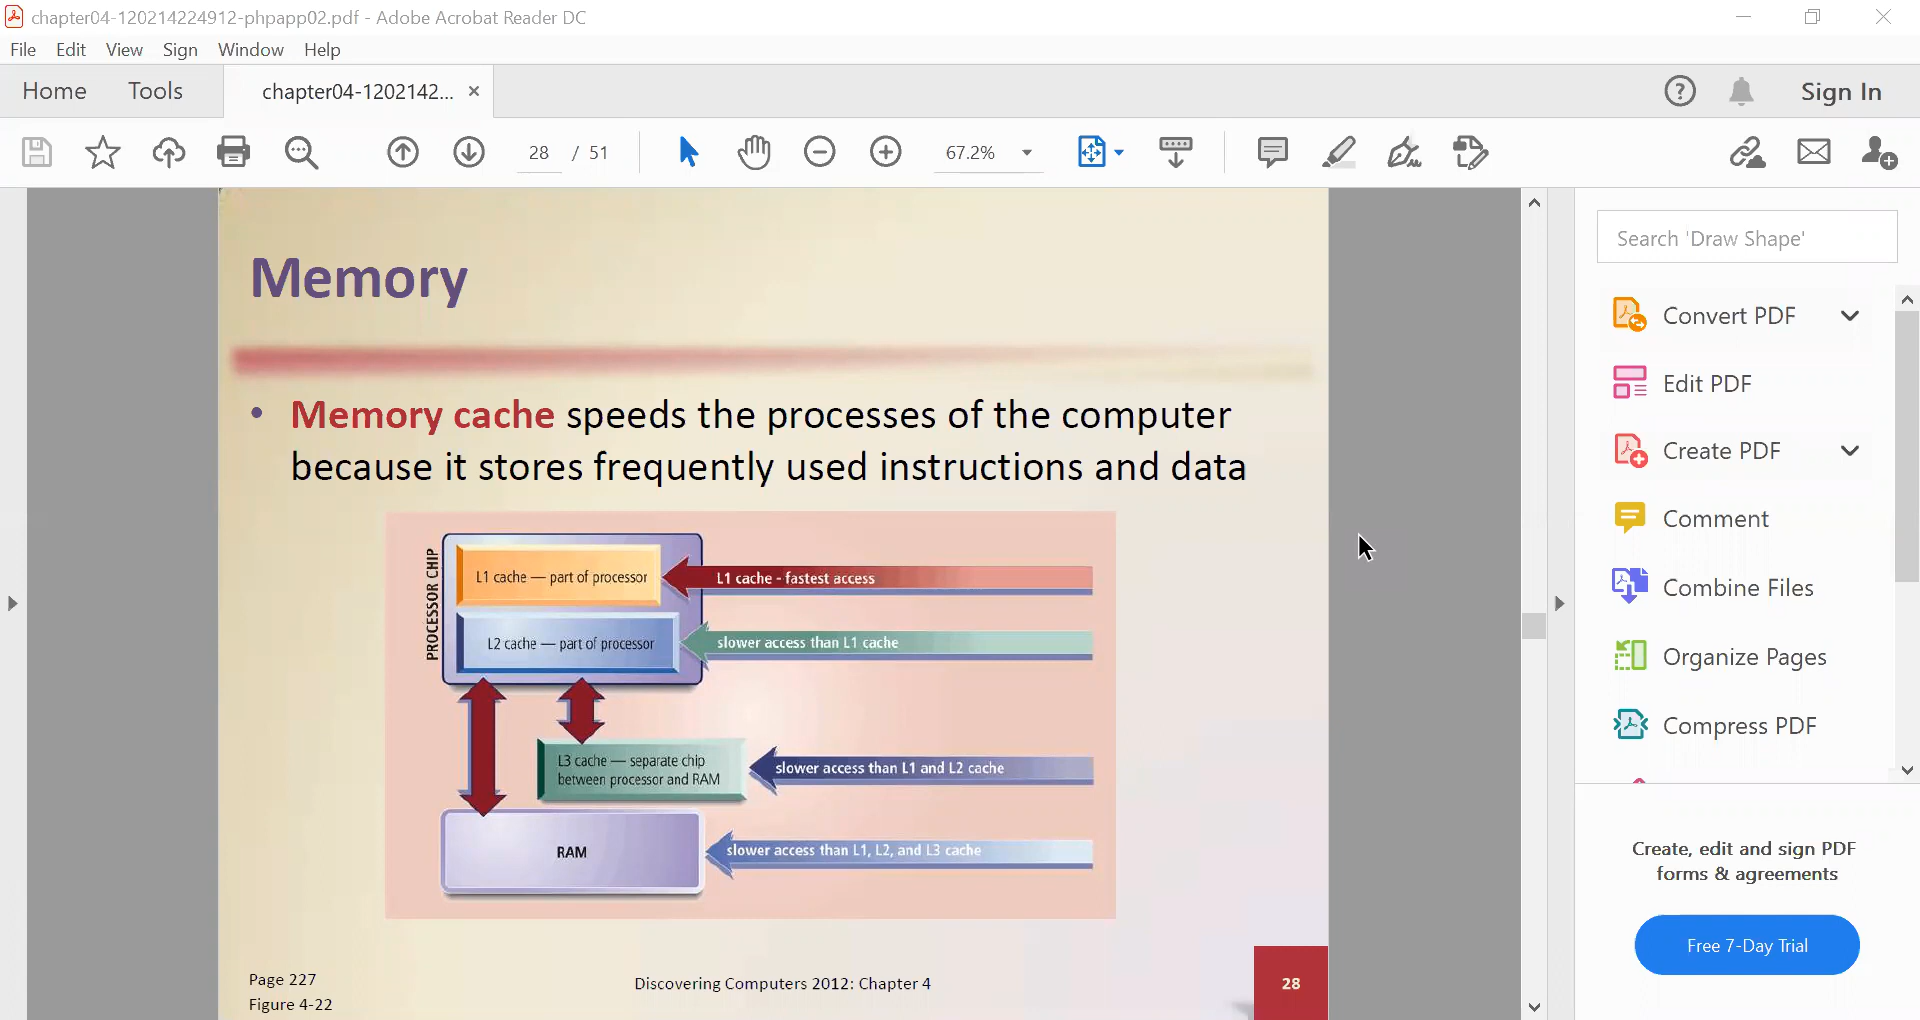 chapter04-120214224912-phpapp02.pdf - Adobe Acrobat Reader DC
File Edit View Sign Window Help
Home Tools chapter04-1202142... × Sign In
28 / 51 67.2%
Search 'Draw Shape'
Convert PDF
Edit PDF
Create PDF
Comment
Combine Files
Organize Pages
Compress PDF
Create, edit and sign PDF
forms & agreements
Free 7-Day Trial
Memory
• Memory cache speeds the processes of the computer
because it stores frequently used instructions and data
PROCESSOR CHIP
L1 cache — part of processor
L1 cache - fastest access
L2 cache — part of processor
slower access than L1 cache
L3 cache — separate chip
between processor and RAM
slower access than L1 and L2 cache
RAM
slower access than L1, L2, and L3 cache
Page 227
Figure 4-22
Discovering Computers 2012: Chapter 4
28